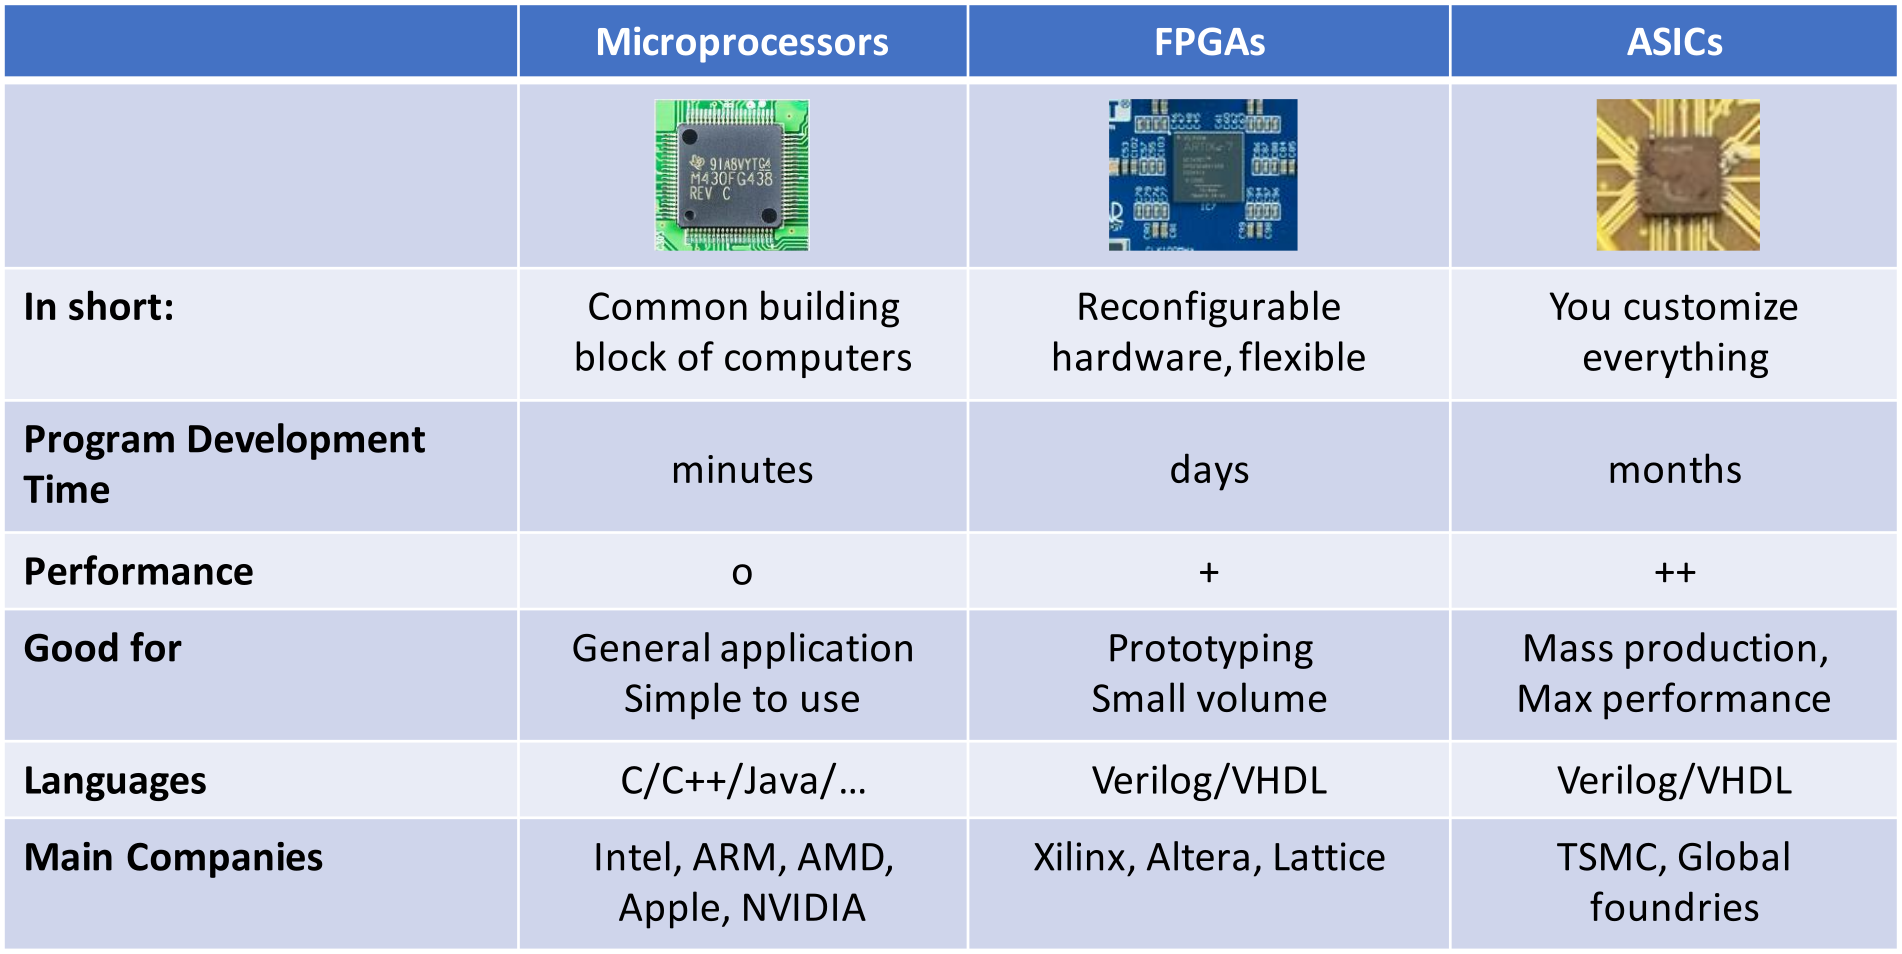 Microprocessors FPGAs ASICs
91A8VYTG4
M430FG438
REV C
ARTIX-7
IC7
In short:
Common building
block of computers
Reconfigurable
hardware, flexible
You customize
everything
Program Development
Time
minutes
days
months
Performance
o
+
++
Good for
General application
Simple to use
Prototyping
Small volume
Mass production,
Max performance
Languages
C/C++/Java/...
Verilog/VHDL
Verilog/VHDL
Main Companies
Intel, ARM, AMD,
Apple, NVIDIA
Xilinx, Altera, Lattice
TSMC, Global
foundries